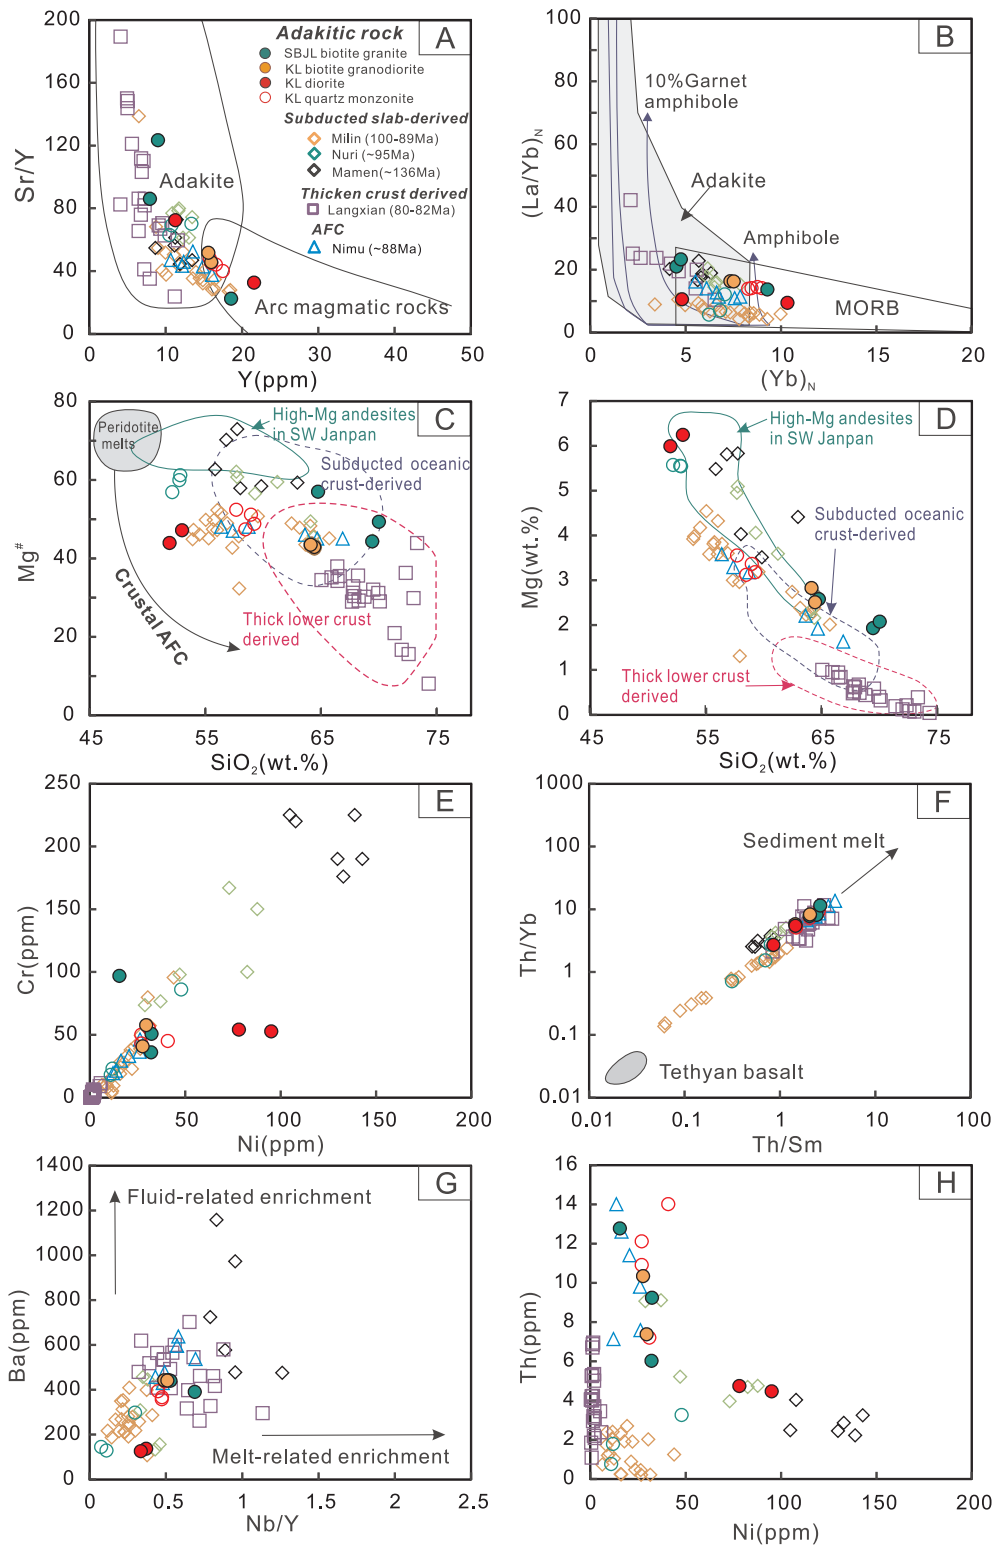 A
200
160
120
80
40
0
Sr/Y
0
10
20
30
40
50
Y(ppm)
Adakite
Arc magmatic rocks
Adakitic rock
SBJL biotite granite
KL biotite granodiorite
KL diorite
KL quartz monzonite
Subducted slab-derived
Milin (100-89Ma)
Nuri (~95Ma)
Mamen(~136Ma)
Thicken crust derived
Langxian (80-82Ma)
AFC
Nimu (~88Ma)
B
100
80
60
40
20
0
(La/Yb)N
10%Garnet
amphibole
Adakite
Amphibole
MORB
0
5
10
15
20
(Yb)N
C
80
60
40
20
0
Mg#
Peridotite
melts
High-Mg andesites
in SW Janpan
Subducted oceanic
crust-derived
Thick lower crust
derived
Crustal AFC
45
55
65
75
SiO2(wt.%)
D
7
6
5
4
3
2
1
0
Mg(wt.%)
High-Mg andesites
in SW Janpan
Subducted oceanic
crust-derived
Thick lower crust
derived
45
55
65
75
SiO2(wt.%)
E
250
200
150
100
50
0
Cr(ppm)
0
50
100
150
200
Ni(ppm)
F
1000
100
10
1
0.1
0.01
Th/Yb
Sediment melt
Tethyan basalt
0.01
0.1
1
10
100
Th/Sm
G
1400
1200
1000
800
600
400
200
0
Ba(ppm)
Fluid-related enrichment
Melt-related enrichment
0
0.5
1
1.5
2
2.5
Nb/Y
H
16
14
12
10
8
6
4
2
0
Th(ppm)
0
50
100
150
200
Ni(ppm)